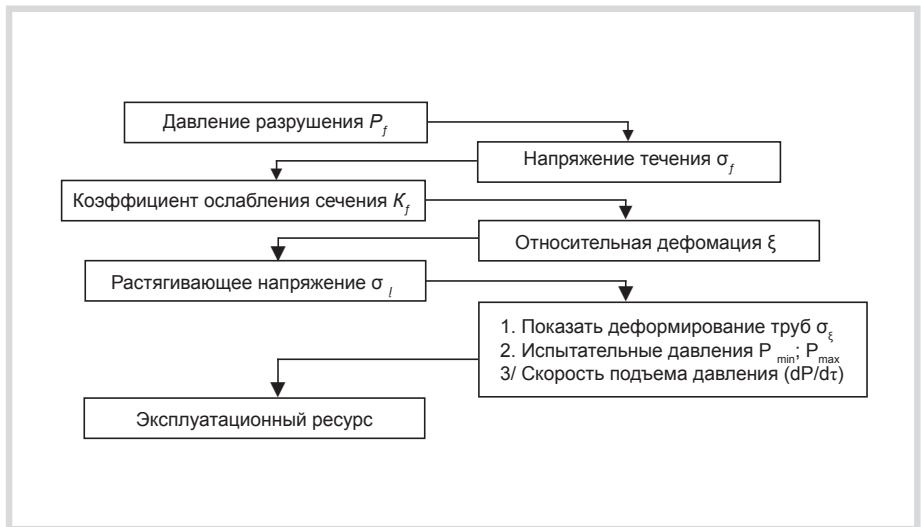 Давление разрушения P_f
Напряжение течения σ_f
Коэффициент ослабления сечения K_f
Относительная дефомация ξ
Растягивающее напряжение σ_l
1. Показать деформирование труб σ_ξ
2. Испытательные давления P_min; P_max
3/ Скорость подъема давления (dP/dτ)
Эксплуатационный ресурс